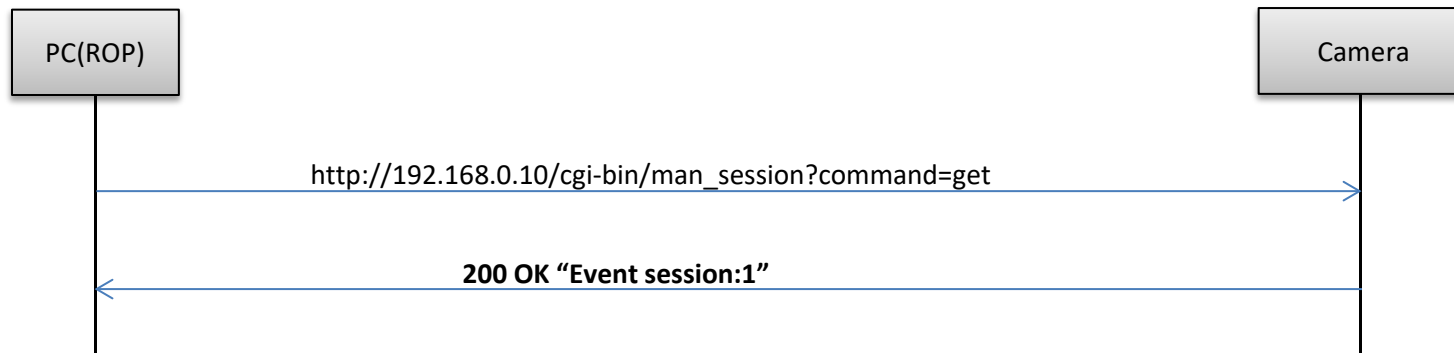 PC(ROP)
Camera
http://192.168.0.10/cgi-bin/man_session?command=get
200 OK “Event session:1”